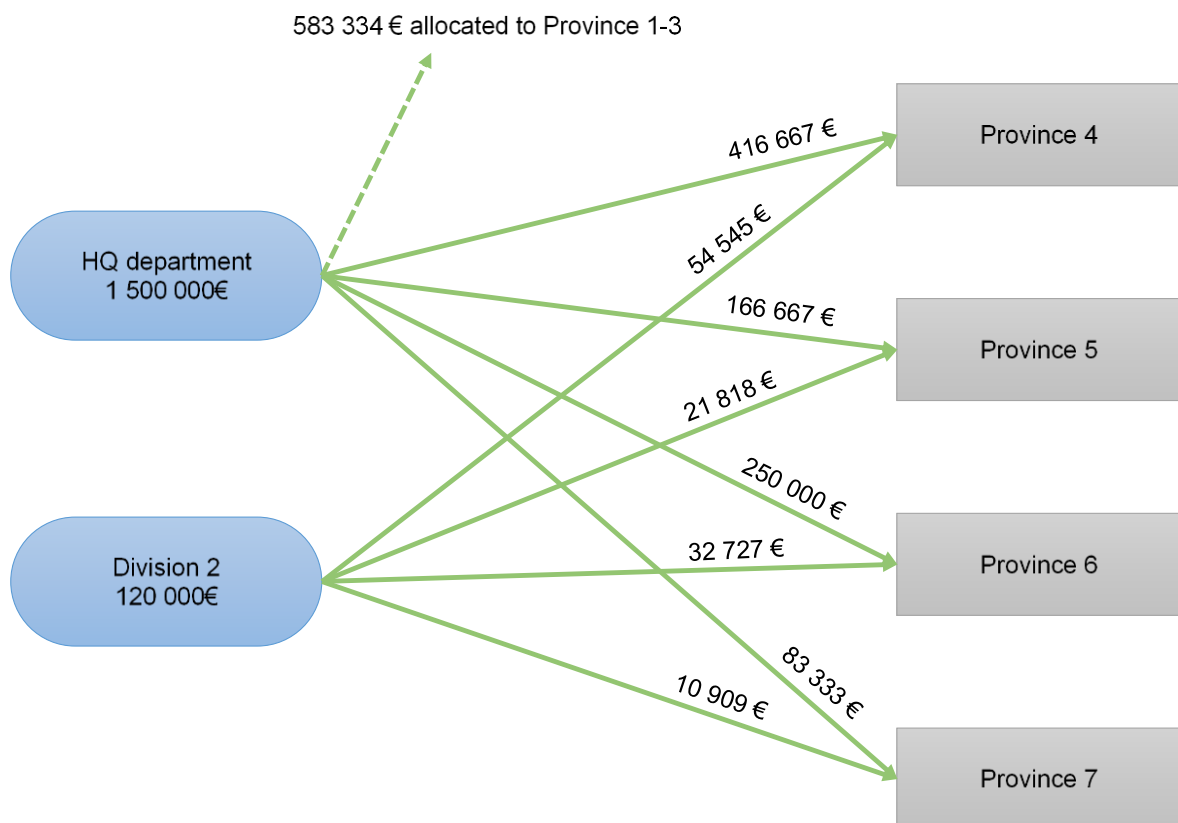 583 334 € allocated to Province 1-3
416 667 €
Province 4
54 545 €
HQ department
1 500 000€
166 667 €
Province 5
21 818 €
250 000 €
32 727 €
Province 6
Division 2
120 000€
83 333 €
10 909 €
Province 7